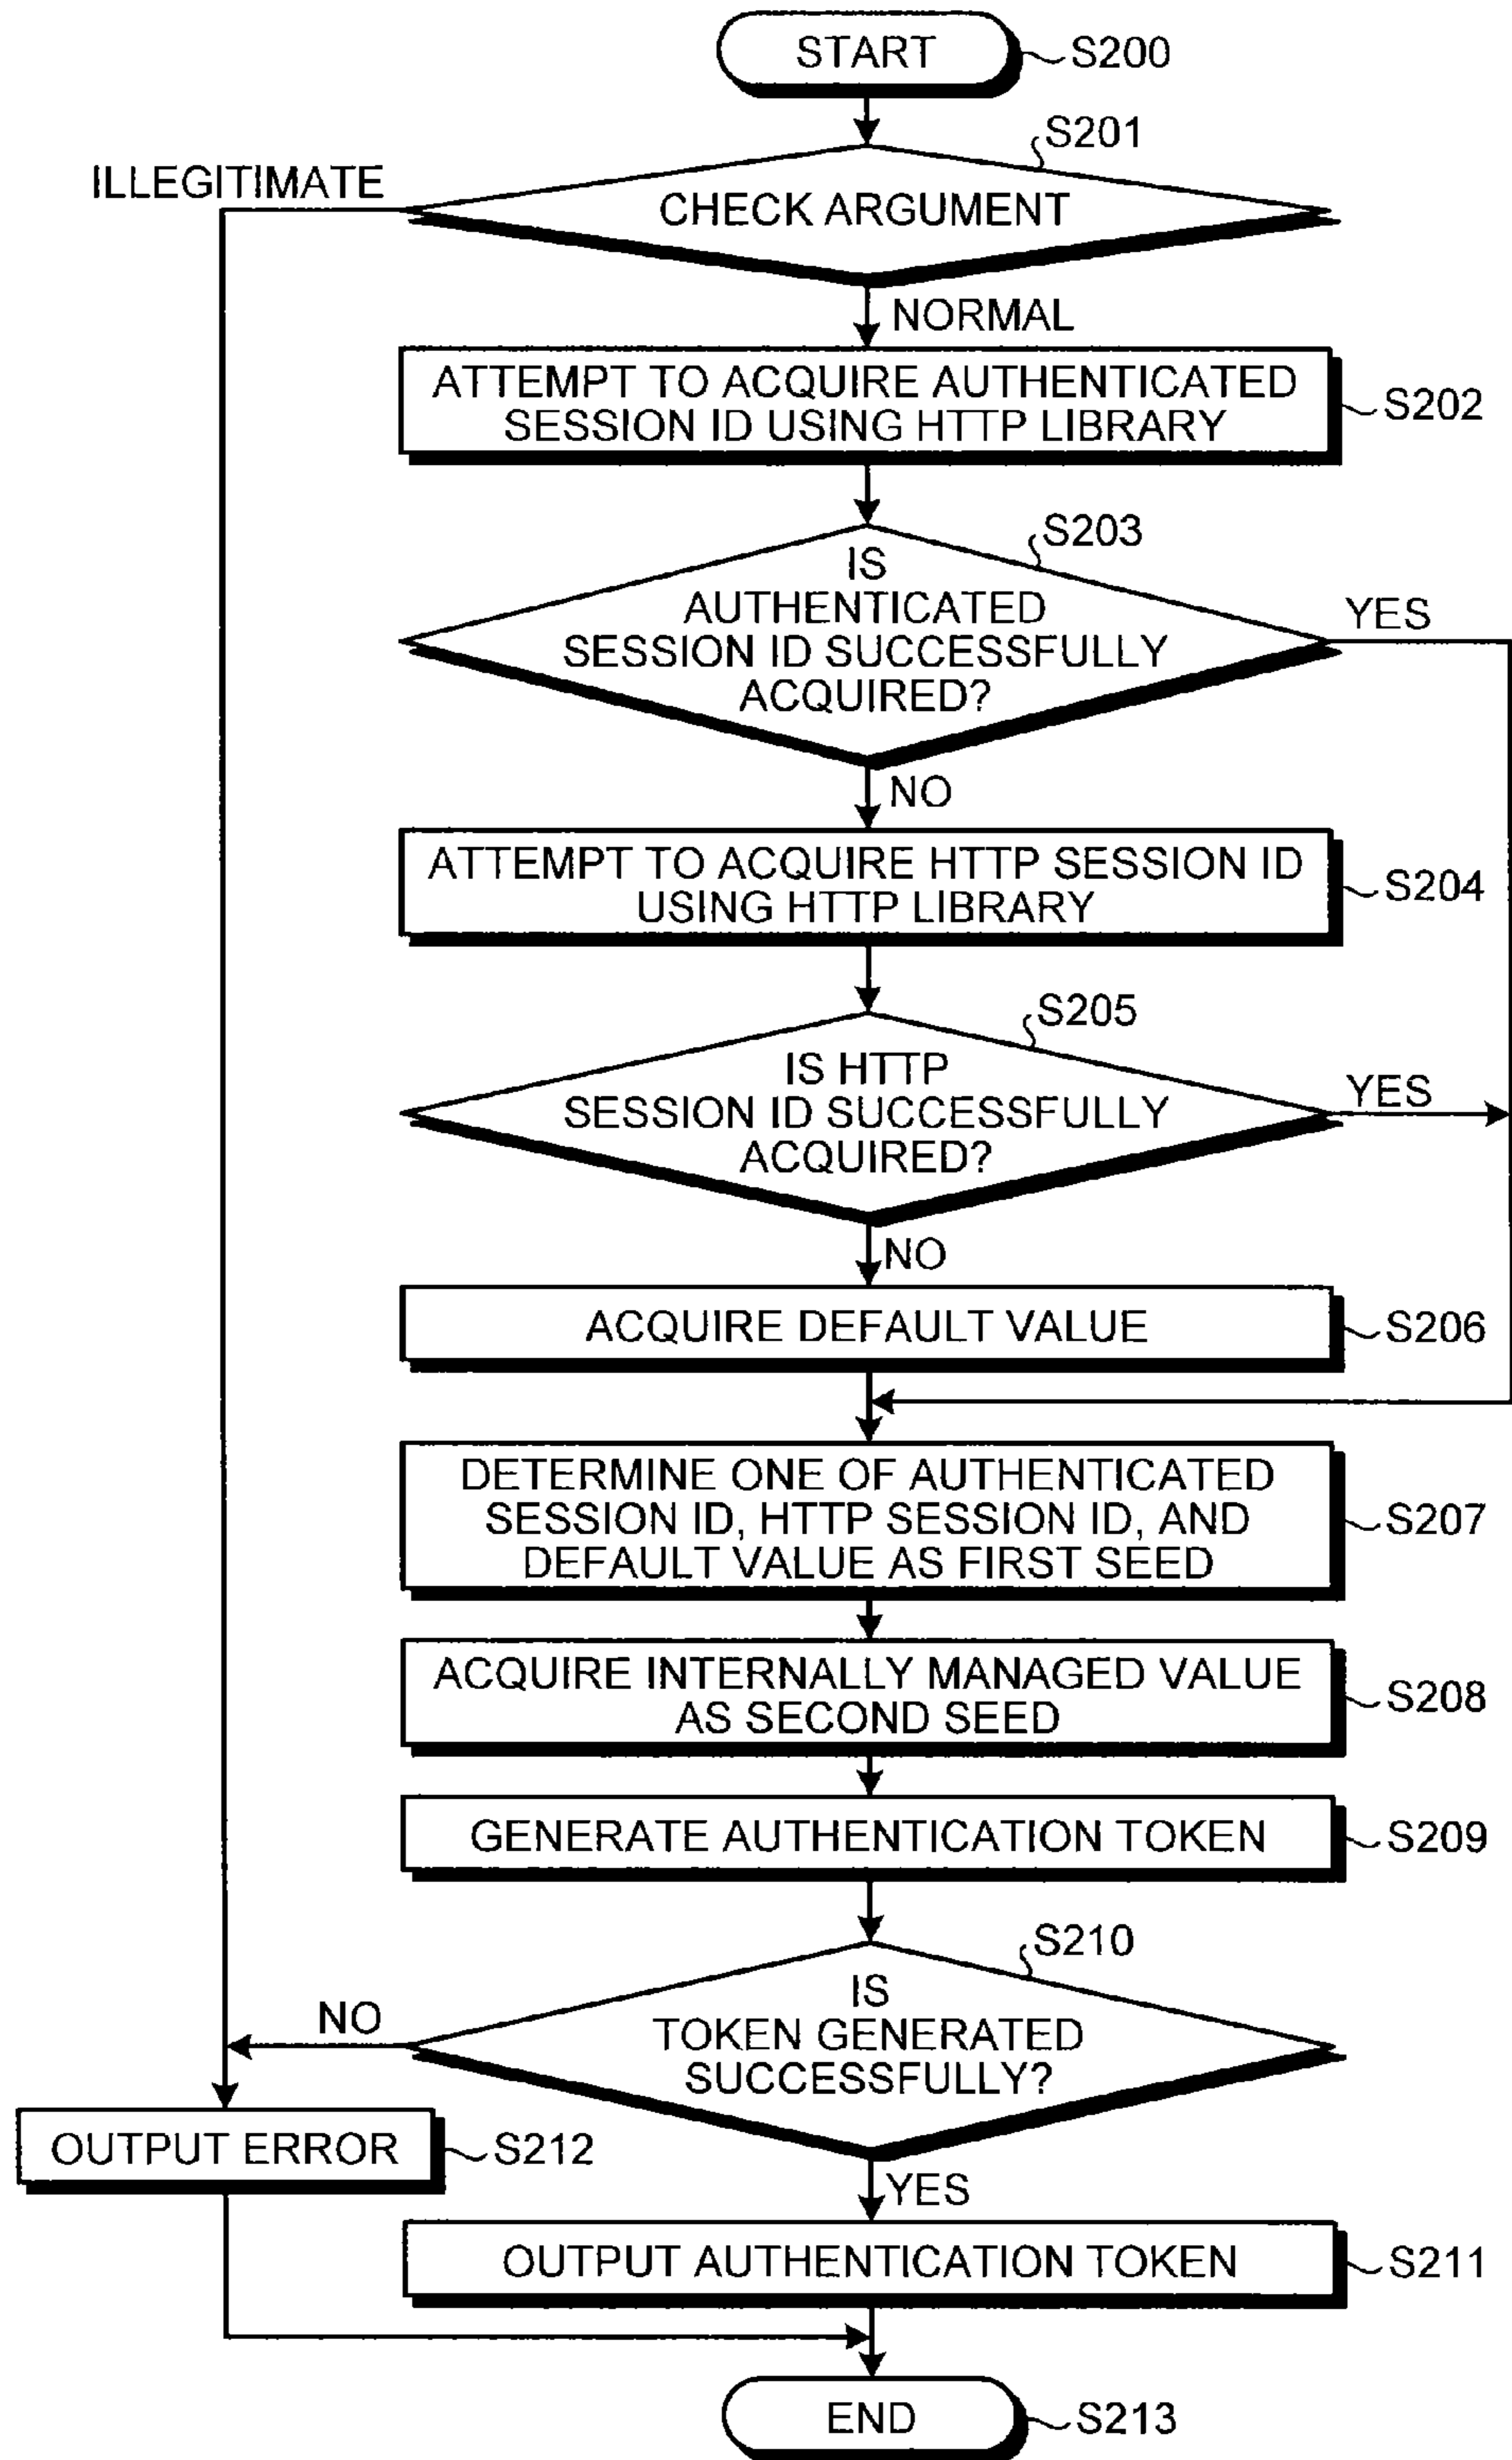 START
S200
S201
ILLEGITIMATE
CHECK ARGUMENT
NORMAL
ATTEMPT TO ACQUIRE AUTHENTICATED
SESSION ID USING HTTP LIBRARY
S202
S203
IS
AUTHENTICATED
SESSION ID SUCCESSFULLY
ACQUIRED?
YES
NO
ATTEMPT TO ACQUIRE HTTP SESSION ID
USING HTTP LIBRARY
S204
S205
IS HTTP
SESSION ID SUCCESSFULLY
ACQUIRED?
YES
NO
ACQUIRE DEFAULT VALUE
S206
DETERMINE ONE OF AUTHENTICATED
SESSION ID, HTTP SESSION ID, AND
DEFAULT VALUE AS FIRST SEED
S207
ACQUIRE INTERNALLY MANAGED VALUE
AS SECOND SEED
S208
GENERATE AUTHENTICATION TOKEN
S209
S210
IS
TOKEN GENERATED
SUCCESSFULLY?
NO
OUTPUT ERROR
S212
YES
OUTPUT AUTHENTICATION TOKEN
S211
END
S213